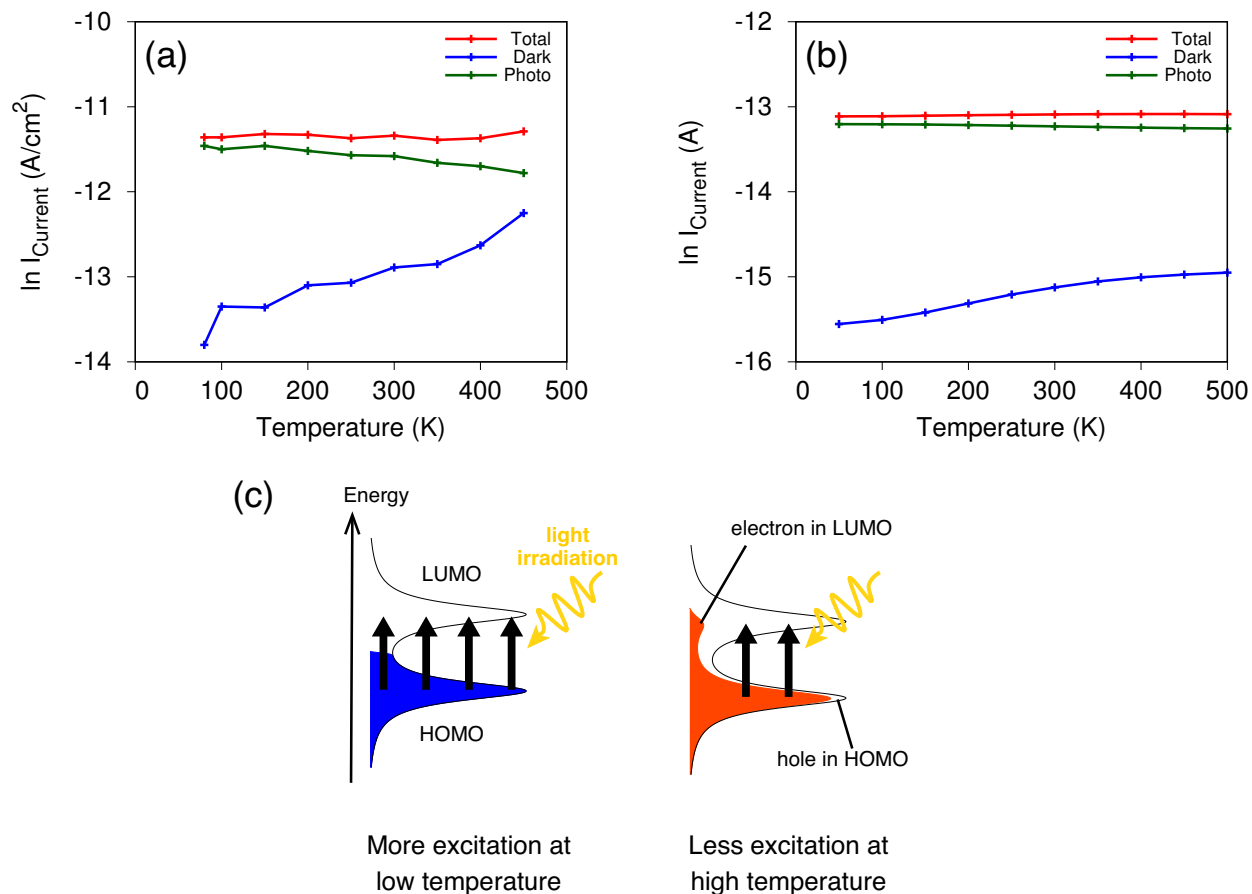 (a)
Total
Dark
Photo
-10
-11
-12
-13
-14
ln I_Current (A/cm²)
0 100 200 300 400 500
Temperature (K)
(b)
Total
Dark
Photo
-12
-13
-14
-15
-16
ln I_Current (A)
0 100 200 300 400 500
Temperature (K)
(c)
Energy
light
irradiation
LUMO
HOMO
electron in LUMO
hole in HOMO
More excitation at
low temperature
Less excitation at
high temperature